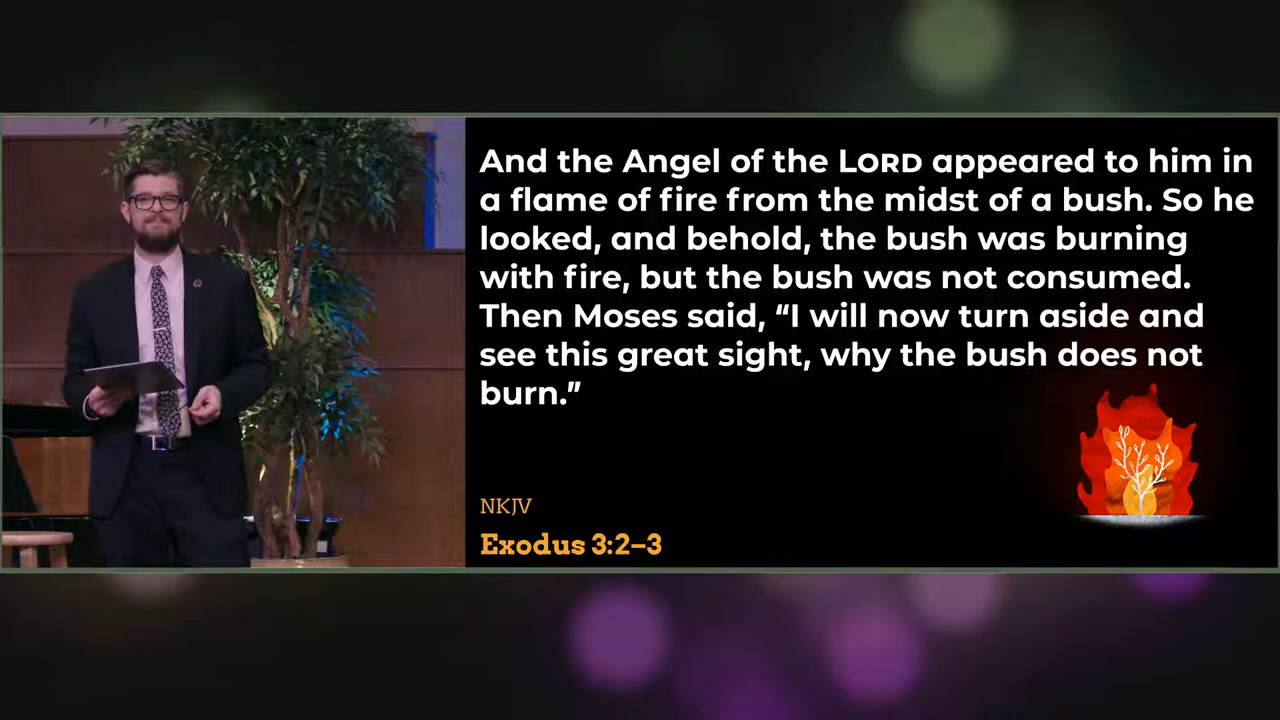 And the Angel of the LORD appeared to him in
a flame of fire from the midst of a bush. So he
looked, and behold, the bush was burning
with fire, but the bush was not consumed.
Then Moses said, “I will now turn aside and
see this great sight, why the bush does not
burn.”
NKJV
Exodus 3:2–3